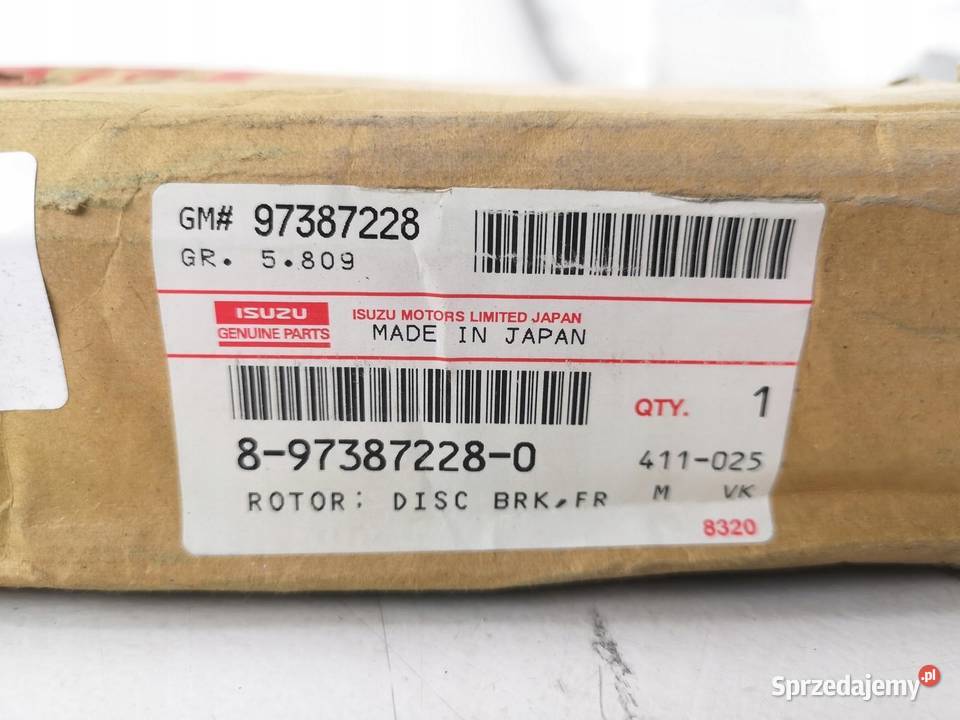 GM# 97387228
GR. 5.809
ISUZU
GENUINE PARTS
ISUZU MOTORS LIMITED JAPAN
MADE IN JAPAN
QTY. 1
8-97387228-0
411-025
ROTOR; DISC BRK,FR
M VK
8320
Sprzedajemy.pl